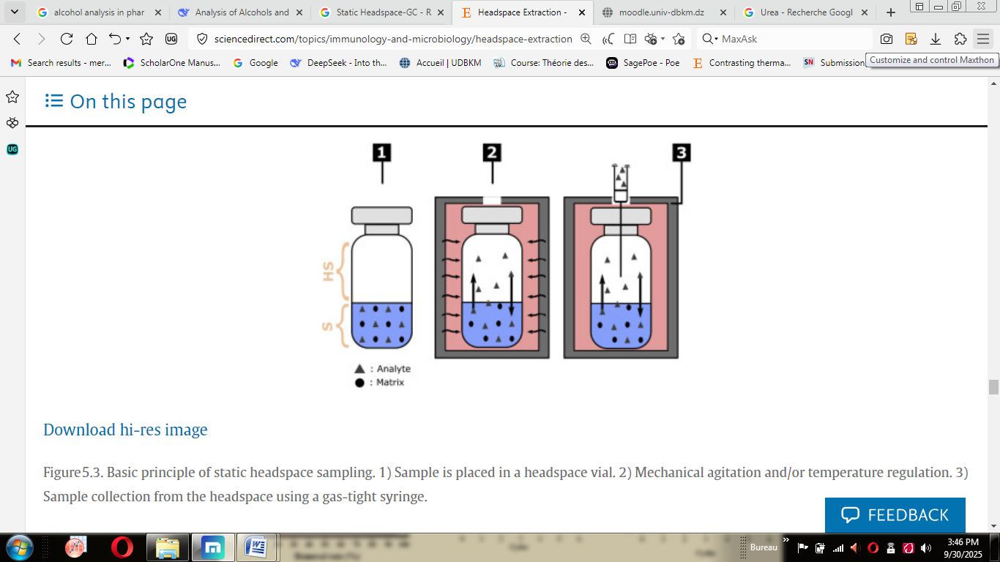 alcohol analysis in phar
Analysis of Alcohols and
Static Headspace-GC - R
Headspace Extraction -
moodle.univ-dbkm.dz
Urea - Recherche Googl
UG
sciencedirect.com/topics/immunology-and-microbiology/headspace-extraction
MaxAsk
Search results - mer...
ScholarOne Manus...
Google
DeepSeek - Into th...
Accueil | UDBKM
Course: Théorie des...
SagePoe - Poe
Contrasting therma...
SN
Submission
Customize and control Maxthon
UG
On this page
1
2
3
HS
S
: Analyte
: Matrix
Download hi-res image
Figure5.3. Basic principle of static headspace sampling. 1) Sample is placed in a headspace vial. 2) Mechanical agitation and/or temperature regulation. 3)
Sample collection from the headspace using a gas-tight syringe.
FEEDBACK
Bureau
3:46 PM
9/30/2025